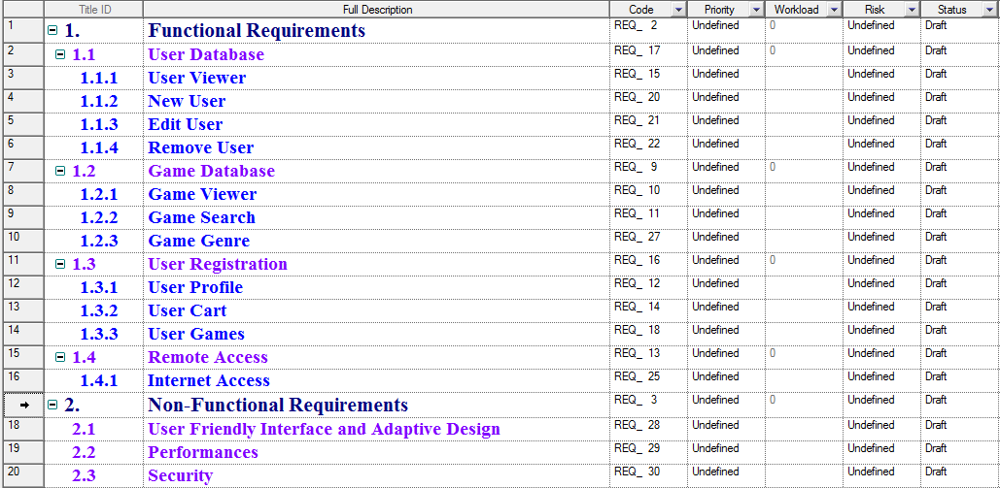 Title ID Full Description Code Priority Workload Risk Status
1 1. Functional Requirements REQ_ 2 Undefined 0 Undefined Draft
2 1.1 User Database REQ_ 17 Undefined 0 Undefined Draft
3 1.1.1 User Viewer REQ_ 15 Undefined Undefined Draft
4 1.1.2 New User REQ_ 20 Undefined Undefined Draft
5 1.1.3 Edit User REQ_ 21 Undefined Undefined Draft
6 1.1.4 Remove User REQ_ 22 Undefined Undefined Draft
7 1.2 Game Database REQ_ 9 Undefined 0 Undefined Draft
8 1.2.1 Game Viewer REQ_ 10 Undefined Undefined Draft
9 1.2.2 Game Search REQ_ 11 Undefined Undefined Draft
10 1.2.3 Game Genre REQ_ 27 Undefined Undefined Draft
11 1.3 User Registration REQ_ 16 Undefined 0 Undefined Draft
12 1.3.1 User Profile REQ_ 12 Undefined Undefined Draft
13 1.3.2 User Cart REQ_ 14 Undefined Undefined Draft
14 1.3.3 User Games REQ_ 18 Undefined Undefined Draft
15 1.4 Remote Access REQ_ 13 Undefined 0 Undefined Draft
16 1.4.1 Internet Access REQ_ 25 Undefined Undefined Draft
2. Non-Functional Requirements REQ_ 3 Undefined 0 Undefined Draft
18 2.1 User Friendly Interface and Adaptive Design REQ_ 28 Undefined Undefined Draft
19 2.2 Performances REQ_ 29 Undefined Undefined Draft
20 2.3 Security REQ_ 30 Undefined Undefined Draft